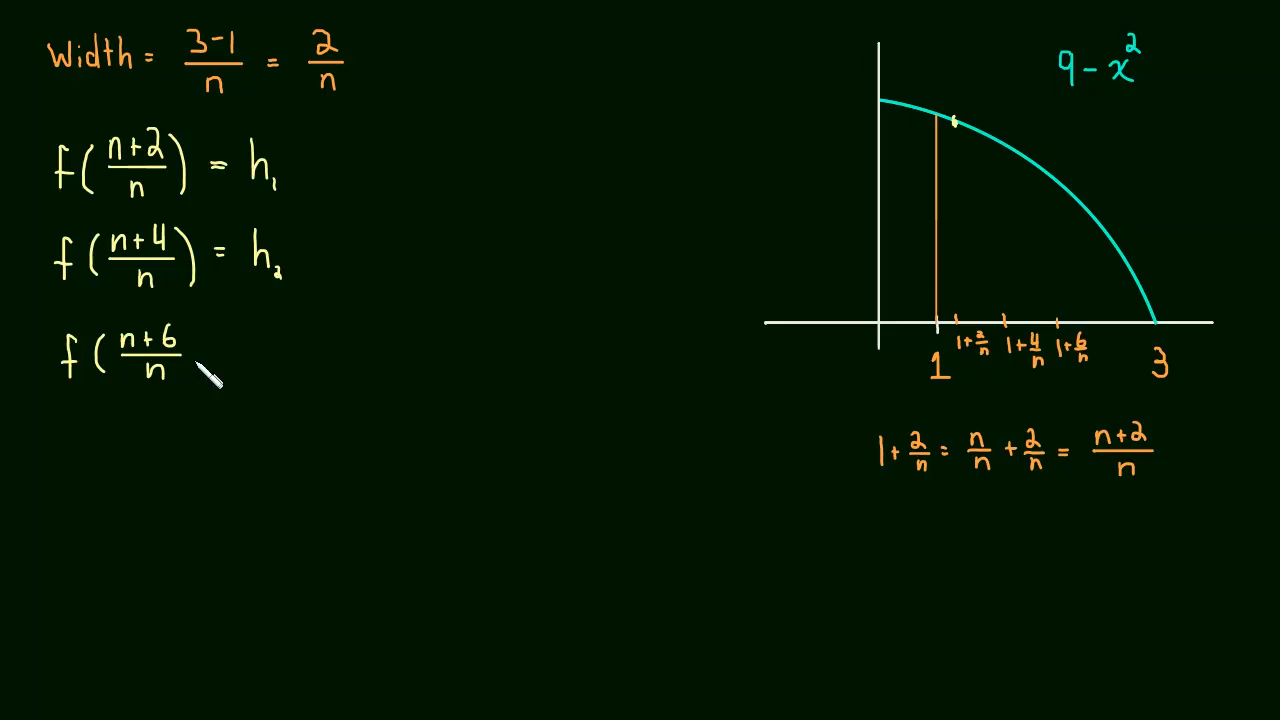 Width = (3-1)/n = 2/n
f((n+2)/n) = h₁
f((n+4)/n) = h₂
f((n+6)/n
9 - x²
1+2/n 1+4/n 1+6/n
1 3
1+2/n = n/n + 2/n = (n+2)/n